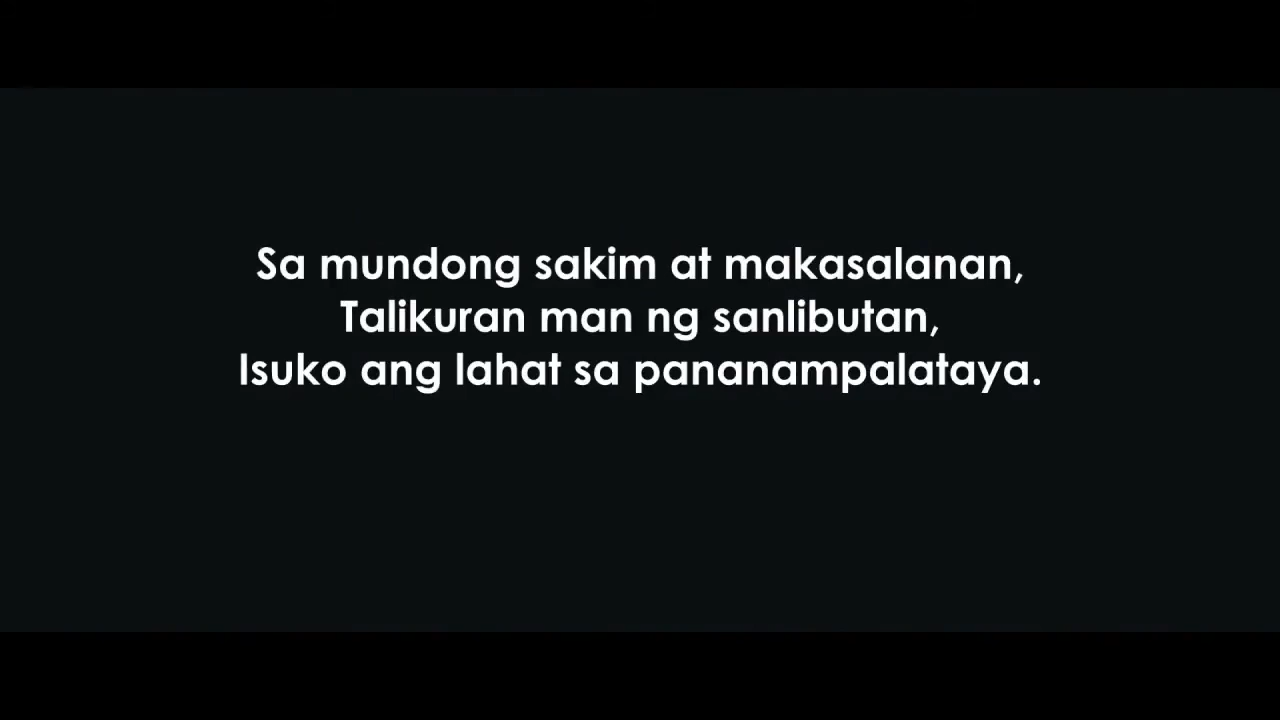 Sa mundong sakim at makasalanan,
Talikuran man ng sanlibutan,
Isuko ang lahat sa pananampalataya.